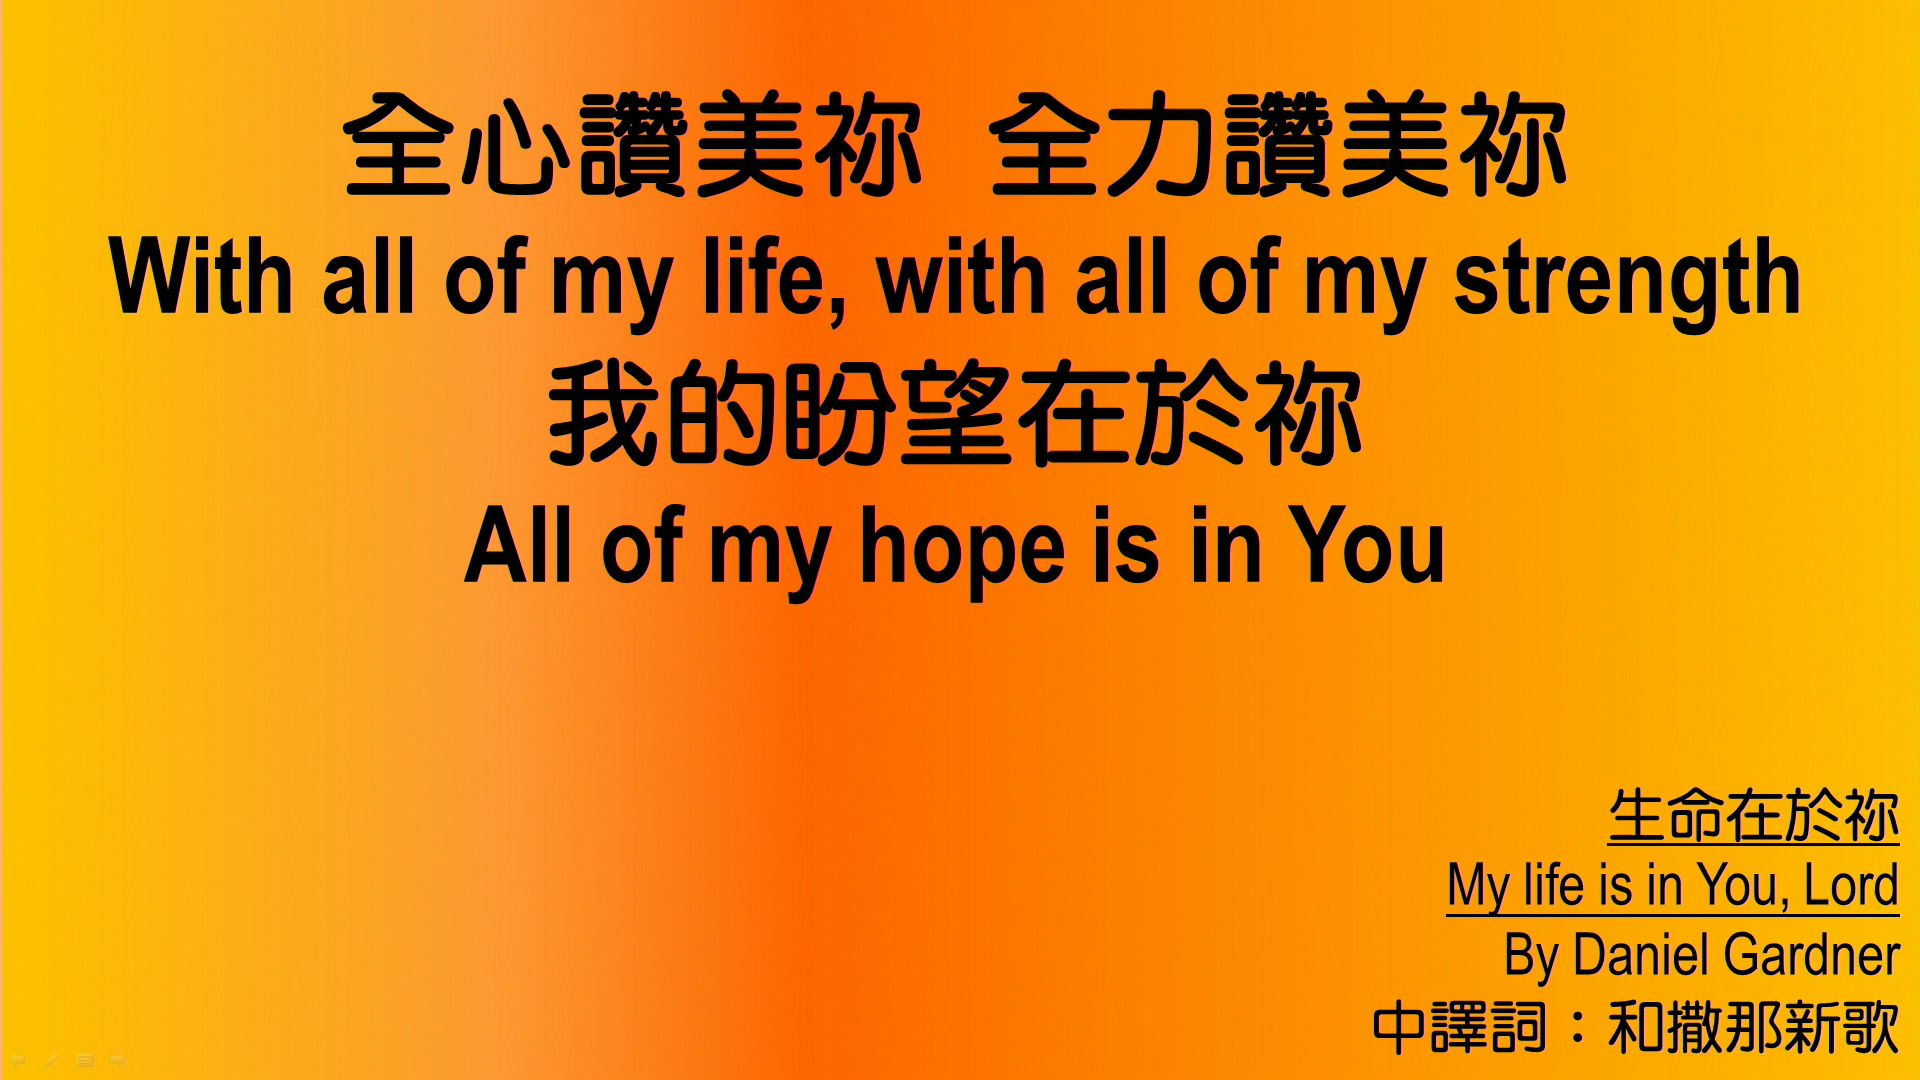 全心讚美祢 全力讚美祢
With all of my life, with all of my strength
我的盼望在於祢
All of my hope is in You
生命在於祢
My life is in You, Lord
By Daniel Gardner
中譯詞：和撒那新歌